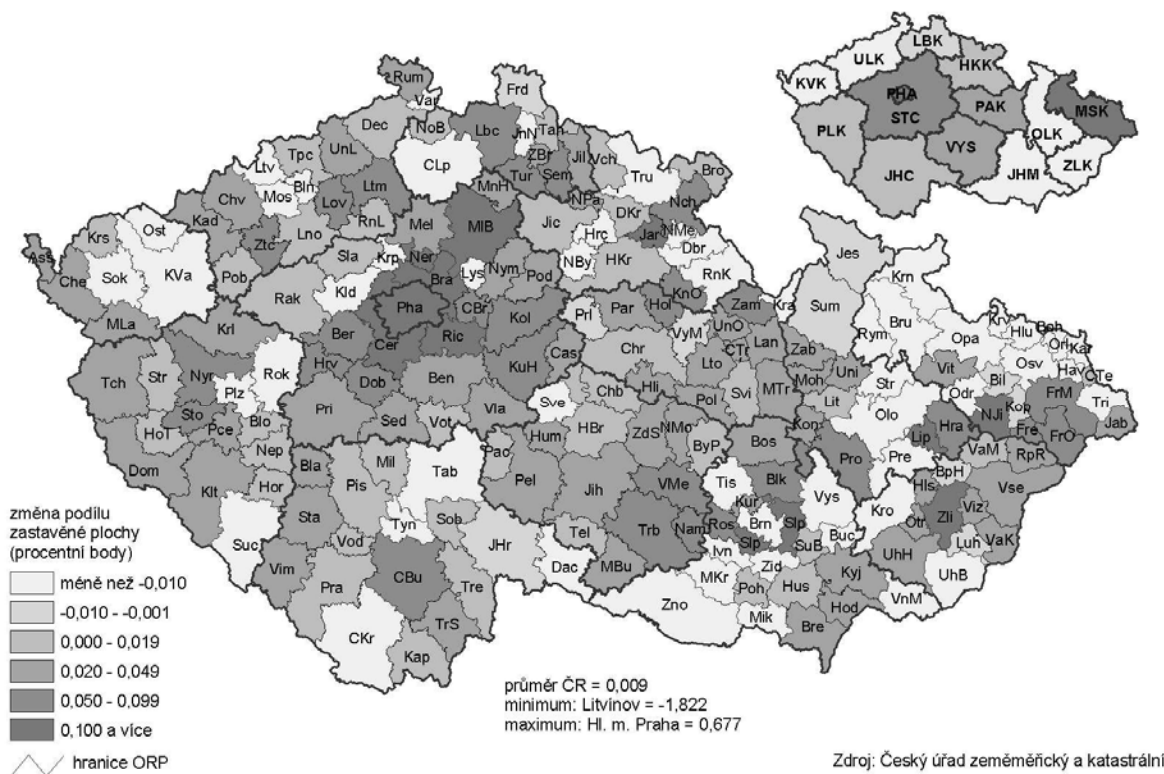 Rum
Frd
Var
Dec
NoB
Lbc
JnN
Tan
Ltv
Tpc
UnL
CLp
ZBr
Jil
Vch
Tru
Bro
Mos
Bln
Ltm
Tur
Sem
Chv
Lov
MnH
NPa
DKr
Nch
Kad
RnL
Mel
MlB
Jic
Hrc
Jar
NMe
Ost
Krs
Ztc
Lno
Dbr
Ass
Sok
KVa
Pob
Sla
Krp
Ner
Lys
Nym
Pod
NBy
HKr
RnK
Che
Rak
Kld
Bra
Pha
CBr
Kol
Prl
Par
Hol
KnO
Zam
Kra
MLa
Krl
Ber
Cer
Ric
VyM
UnO
Tch
Str
Nyr
Rok
Hrv
Dob
Ben
KuH
Cas
Chr
Lto
CTr
Lan
Plz
Sto
Pce
Blo
Pri
Sed
Vot
Vla
Sve
Chb
Hli
Pol
Svi
MTr
HoT
Nep
Dom
Klt
Hor
Bla
Mil
Tab
Pac
Hum
HBr
ZdS
NMo
ByP
Bos
Pis
Pel
Jih
VMe
Suc
Sta
Vod
Tyn
Sob
JHr
Tel
Trb
Nam
Vim
Pra
CBu
Tre
Dac
MBu
CKr
TrS
Kap
Jes
Sum
Krn
Bru
Rym
Opa
Krv
Hlu
Boh
Orl
Kar
Osv
Hav
CTe
Zab
Uni
Moh
Lit
Str
Olo
Vit
Odr
Bil
FrM
Tri
Kon
Pro
Pre
Lip
Hra
NJi
Kop
Fre
FrO
Jab
VaM
RpR
BpH
Tis
Blk
Vys
Kur
Ros
Brn
Slp
Slp
SuB
Buc
Kro
Hls
Otr
Zli
Viz
Vse
Luh
VaK
Ivn
MKr
Zid
Poh
Hus
Kyj
UhH
UhB
Zno
Mik
Bre
Hod
VnM
KVK
ULK
LBK
HKK
PHA
STC
PAK
MSK
PLK
VYS
OLK
JHC
JHM
ZLK
změna podílu
zastavěné plochy
(procentní body)
méně než -0,010
-0,010 - -0,001
0,000 - 0,019
0,020 - 0,049
0,050 - 0,099
0,100 a více
hranice ORP
průměr ČR = 0,009
minimum: Litvínov = -1,822
maximum: Hl. m. Praha = 0,677
Zdroj: Český úřad zeměměřický a katastrální